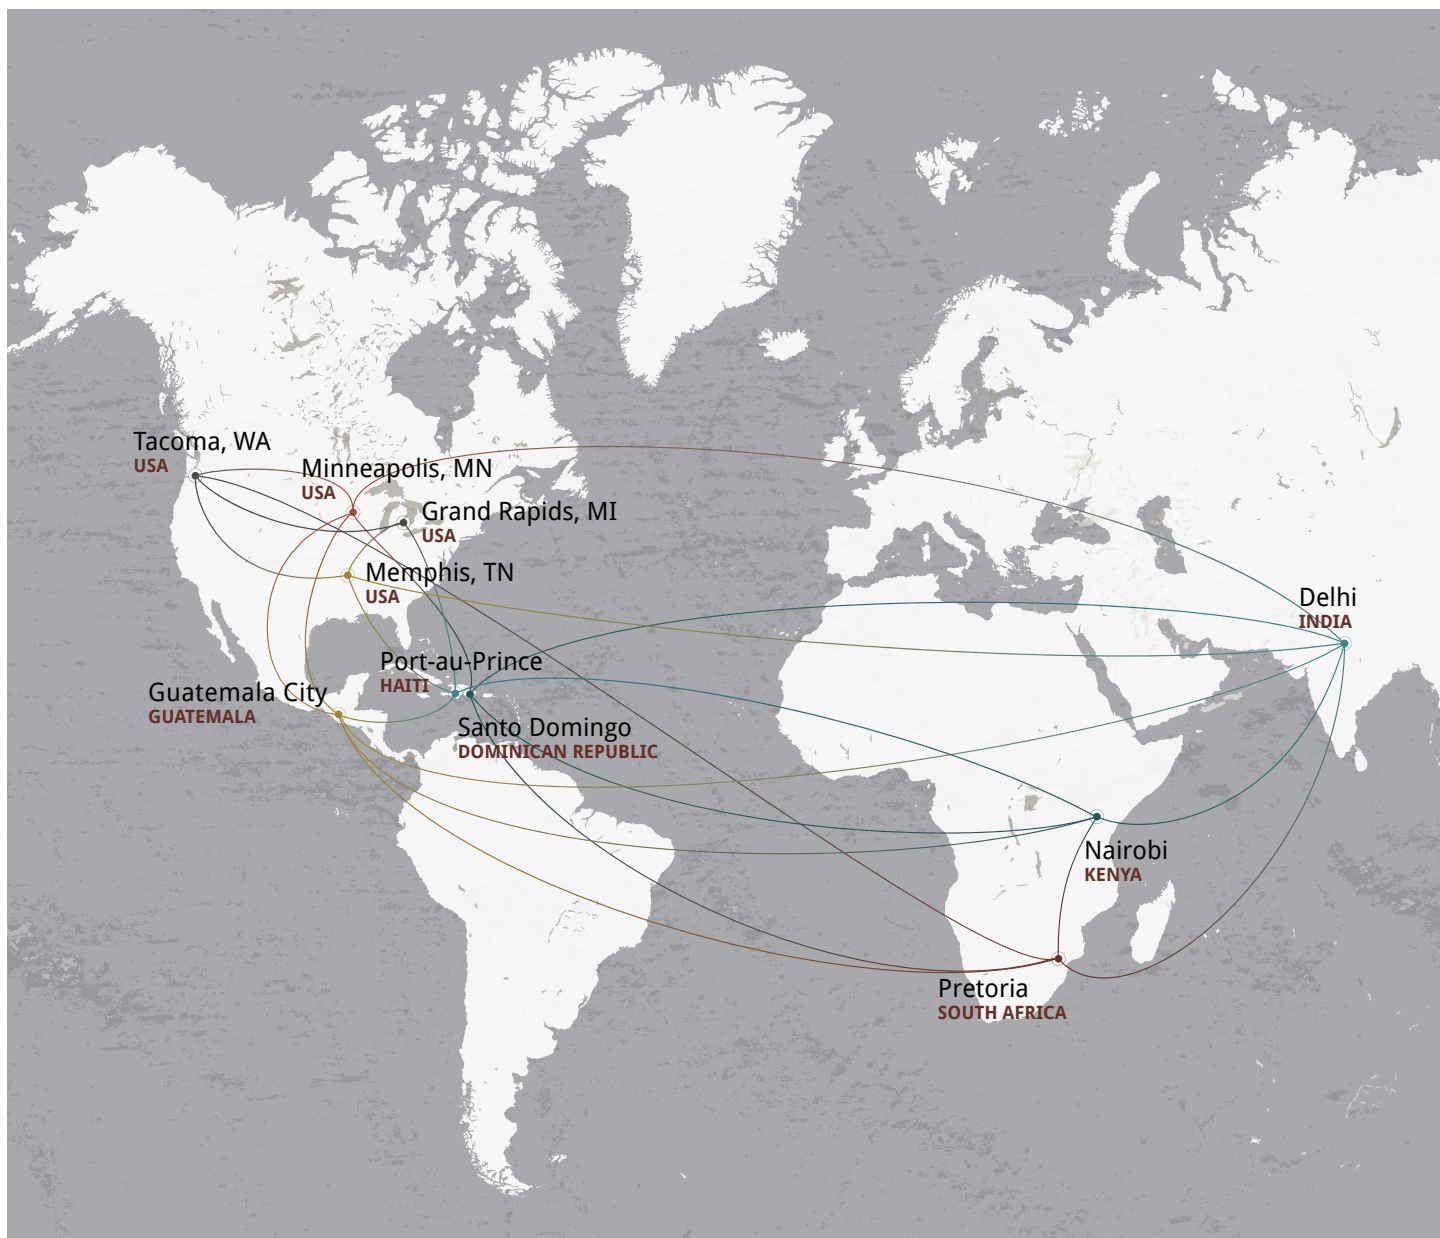 Tacoma, WA
USA
Minneapolis, MN
USA
Grand Rapids, MI
USA
Memphis, TN
USA
Delhi
INDIA
Port-au-Prince
HAITI
Guatemala City
GUATEMALA
Santo Domingo
DOMINICAN REPUBLIC
Nairobi
KENYA
Pretoria
SOUTH AFRICA